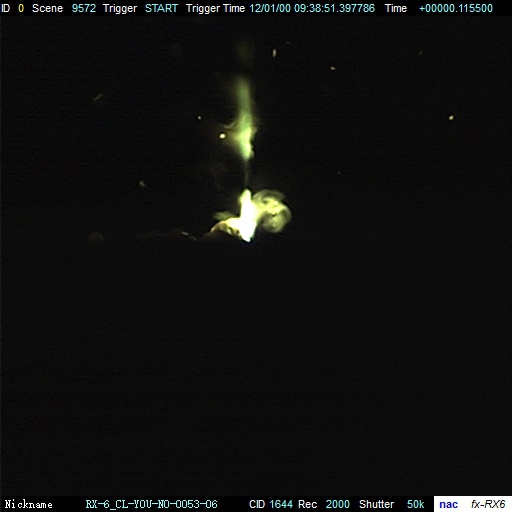 ID 0 Scene 9572 Trigger START Trigger Time 12/01/00 09:38:51.397786 Time +00000.115500
Nickname RX-6_CL-YOU-NO-0053-06 CID 1644 Rec 2000 Shutter 50k nac fx-RX6